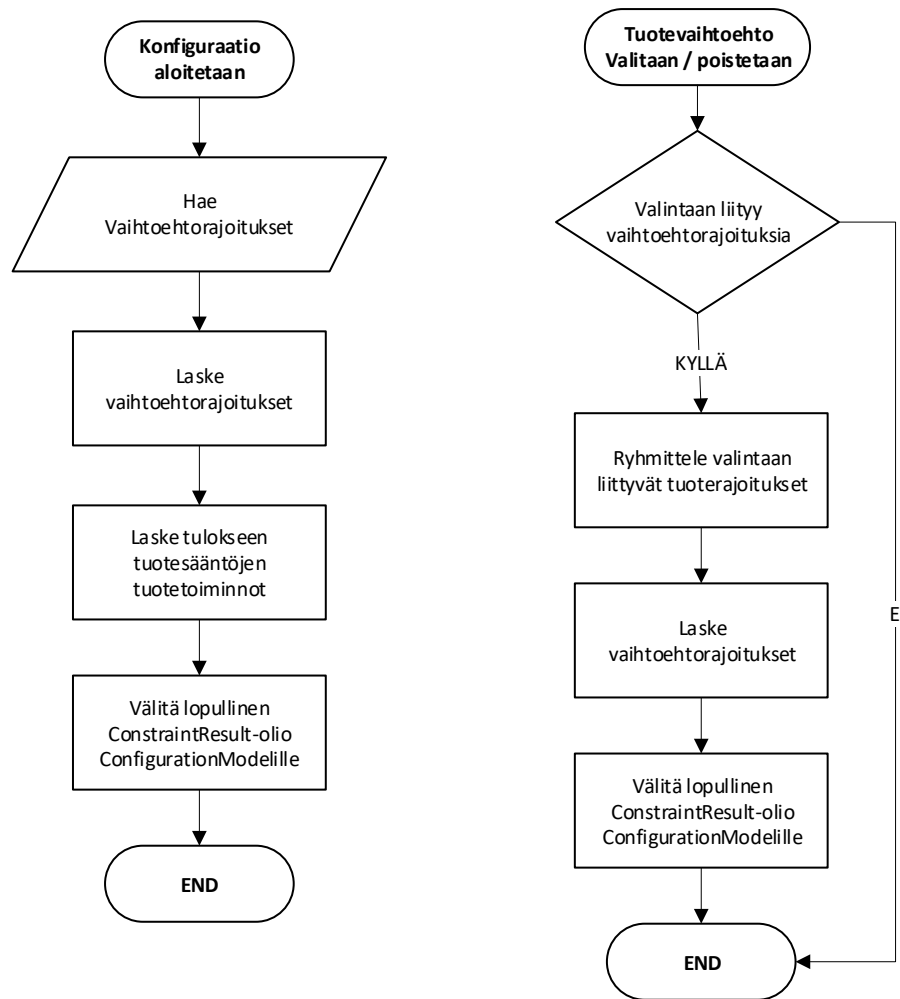 Konfiguraatio
aloitetaan
Hae
Vaihtoehtorajoitukset
Laske
vaihtoehtorajoitukset
Laske tulokseen
tuotesääntöjen
tuotetoiminnot
Välitä lopullinen
ConstraintResult-olio
ConfigurationModelille
END
Tuotevaihtoehto
Valitaan / poistetaan
Valintaan liityy
vaihtoehtorajoituksia
KYLLÄ
E
Ryhmittele valintaan
liittyvät tuoterajoitukset
Laske
vaihtoehtorajoitukset
Välitä lopullinen
ConstraintResult-olio
ConfigurationModelille
END